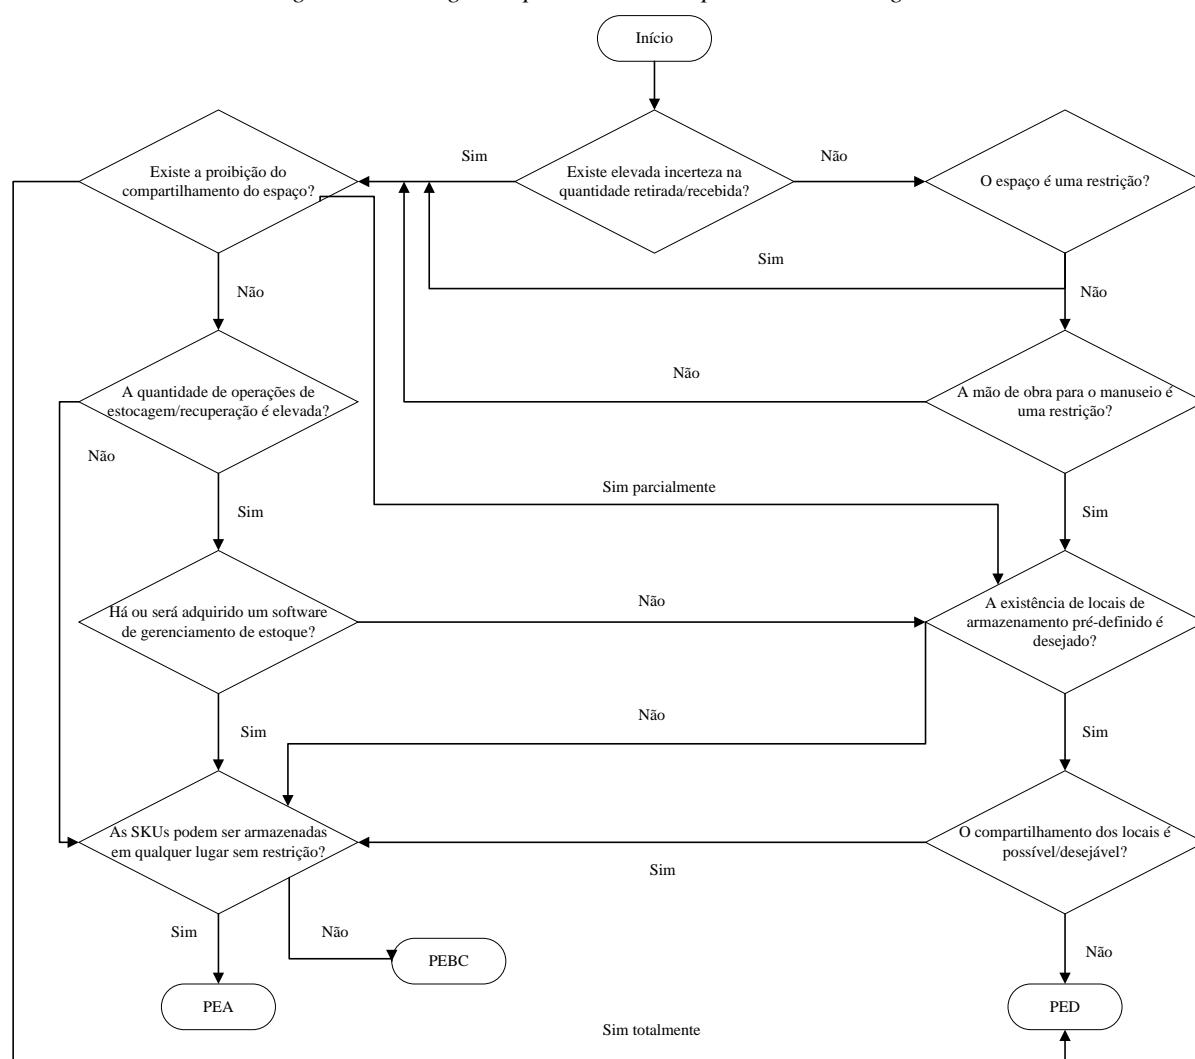 Início
Sim
Não
Existe a proibição do
compartilhamento do espaço?
Existe elevada incerteza na
quantidade retirada/recebida?
O espaço é uma restrição?
Sim
Não
Não
Não
A quantidade de operações de
estocagem/recuperação é elevada?
A mão de obra para o manuseio é
uma restrição?
Não
Sim parcialmente
Sim
Sim
Não
Há ou será adquirido um software
de gerenciamento de estoque?
A existência de locais de
armazenamento pré-definido é
desejado?
Não
Sim
Sim
As SKUs podem ser armazenadas
em qualquer lugar sem restrição?
O compartilhamento dos locais é
possível/desejável?
Sim
Sim
Não
Não
PEBC
PEA
PED
Sim totalmente